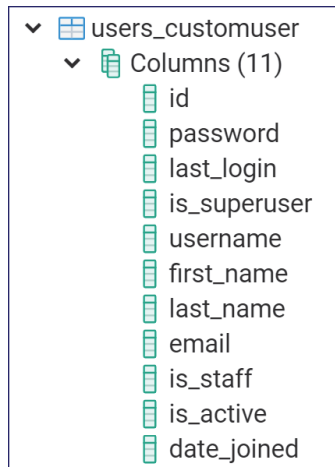 users_customuser
Columns (11)
id
password
last_login
is_superuser
username
first_name
last_name
email
is_staff
is_active
date_joined